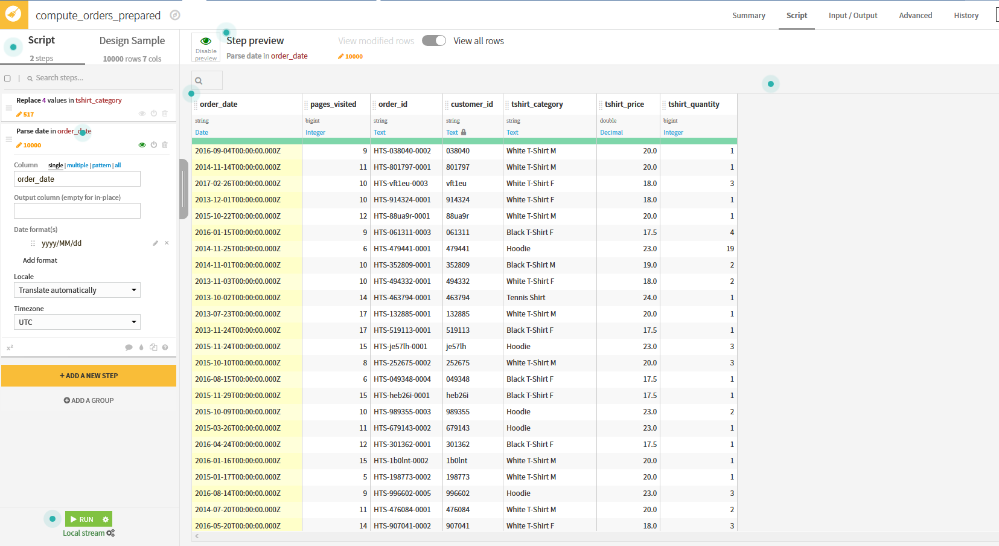 compute_orders_prepared
Summary Script Input / Output Advanced History
Script
2 steps
Design Sample
10000 rows 7 cols
Search steps...
Replace 4 values in tshirt_category
517
Parse date in order_date
10000
Column single | multiple | pattern | all
order_date
Output column (empty for in-place)
Date format(s)
yyyy/MM/dd
Add format
Locale
Translate automatically
Timezone
UTC
x²
+ ADD A NEW STEP
ADD A GROUP
RUN
Local stream
Disable
preview
Step preview
Parse date in order_date
View modified rows View all rows
10000
order_date pages_visited order_id customer_id tshirt_category tshirt_price tshirt_quantity
string bigint string string string double bigint
Date Integer Text Text Text Decimal Integer
2016-09-04T00:00:00.000Z 9 HTS-038040-0002 038040 White T-Shirt M 20.0 1
2014-11-14T00:00:00.000Z 11 HTS-801797-0001 801797 White T-Shirt M 20.0 1
2017-02-26T00:00:00.000Z 10 HTS-vft1eu-0003 vft1eu White T-Shirt F 18.0 3
2013-12-01T00:00:00.000Z 10 HTS-914324-0001 914324 White T-Shirt F 18.0 1
2015-10-22T00:00:00.000Z 12 HTS-88ua9r-0001 88ua9r White T-Shirt M 20.0 1
2016-01-15T00:00:00.000Z 9 HTS-061311-0003 061311 Black T-Shirt F 17.5 4
2014-11-25T00:00:00.000Z 6 HTS-479441-0001 479441 Hoodie 23.0 19
2014-11-01T00:00:00.000Z 10 HTS-352809-0001 352809 Black T-Shirt M 19.0 2
2013-11-03T00:00:00.000Z 10 HTS-494332-0001 494332 White T-Shirt F 18.0 2
2013-10-02T00:00:00.000Z 14 HTS-463794-0001 463794 Tennis Shirt 24.0 1
2013-07-23T00:00:00.000Z 17 HTS-132885-0001 132885 White T-Shirt M 20.0 1
2013-11-24T00:00:00.000Z 17 HTS-519113-0001 519113 Black T-Shirt F 17.5 1
2015-11-24T00:00:00.000Z 15 HTS-je57lh-0001 je57lh Hoodie 23.0 3
2015-10-10T00:00:00.000Z 8 HTS-252675-0002 252675 White T-Shirt M 20.0 3
2016-08-15T00:00:00.000Z 6 HTS-049348-0004 049348 Black T-Shirt F 17.5 1
2015-11-29T00:00:00.000Z 15 HTS-heb26i-0001 heb26i Black T-Shirt F 17.5 1
2015-10-09T00:00:00.000Z 10 HTS-989355-0003 989355 Hoodie 23.0 2
2015-03-26T00:00:00.000Z 11 HTS-679143-0002 679143 Hoodie 23.0 1
2016-04-24T00:00:00.000Z 12 HTS-301362-0001 301362 Black T-Shirt F 17.5 1
2016-01-16T00:00:00.000Z 15 HTS-1b0lnt-0002 1b0lnt White T-Shirt M 20.0 1
2015-01-17T00:00:00.000Z 5 HTS-198773-0002 198773 White T-Shirt M 20.0 1
2016-08-14T00:00:00.000Z 9 HTS-996602-0005 996602 Hoodie 23.0 3
2014-07-20T00:00:00.000Z 11 HTS-476084-0001 476084 White T-Shirt M 20.0 2
2016-05-20T00:00:00.000Z 14 HTS-907041-0002 907041 White T-Shirt F 18.0 3